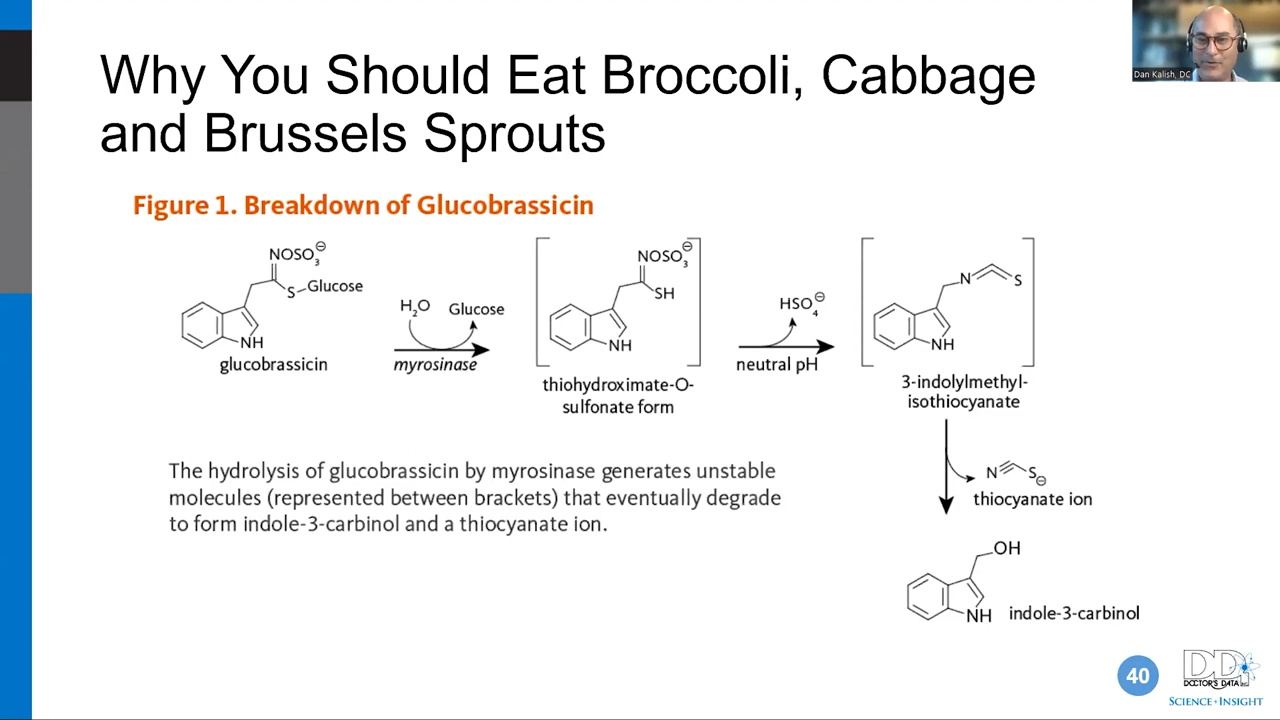 Why You Should Eat Broccoli, Cabbage
and Brussels Sprouts
Dan Kalish, DC
Figure 1. Breakdown of Glucobrassicin
NOSO3⊖
S
Glucose
NH
glucobrassicin
H2O
Glucose
myrosinase
NOSO3⊖
SH
NH
thiohydroximate-O-
sulfonate form
HSO4⊖
neutral pH
N
S
NH
3-indolylmethyl-
isothiocyanate
N
S⊖
thiocyanate ion
The hydrolysis of glucobrassicin by myrosinase generates unstable
molecules (represented between brackets) that eventually degrade
to form indole-3-carbinol and a thiocyanate ion.
OH
NH
indole-3-carbinol
40
DOCTOR'S DATA INC
SCIENCE + INSIGHT